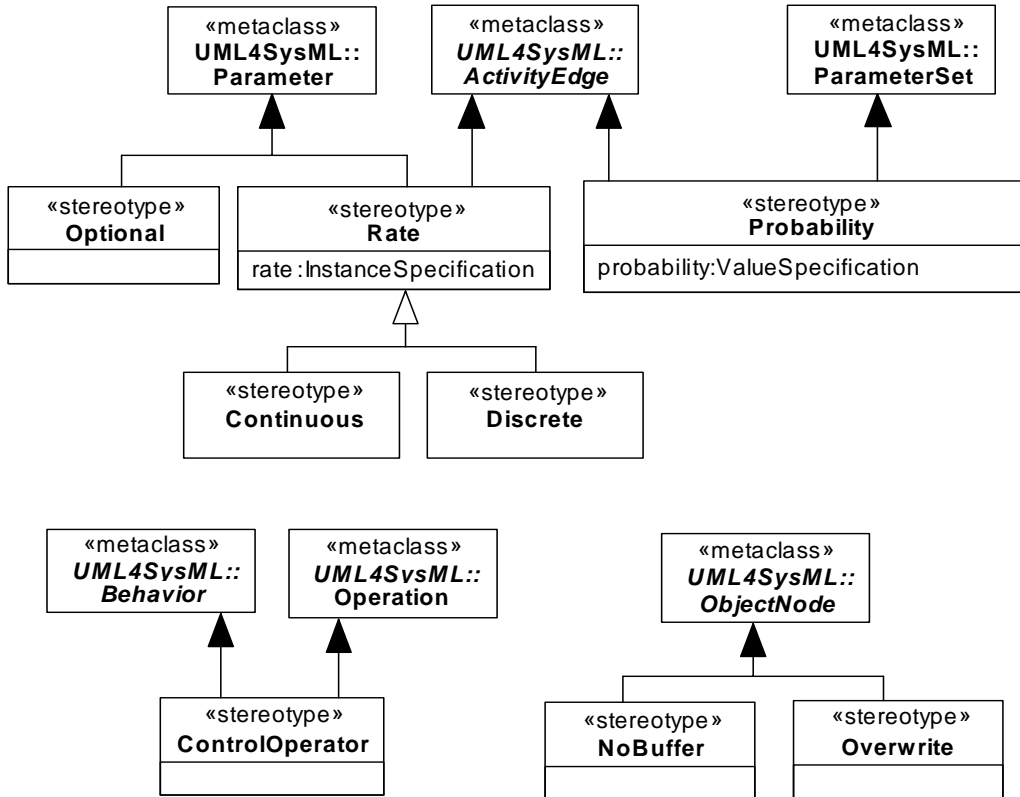 «metaclass»
UML4SysML::
Parameter
«metaclass»
UML4SysML::
ActivityEdge
«metaclass»
UML4SysML::
ParameterSet
«stereotype»
Optional
«stereotype»
Rate
rate :InstanceSpecification
«stereotype»
Probability
probability:ValueSpecification
«stereotype»
Continuous
«stereotype»
Discrete
«metaclass»
UML4SysML::
Behavior
«metaclass»
UML4SysML::
Operation
«metaclass»
UML4SysML::
ObjectNode
«stereotype»
ControlOperator
«stereotype»
NoBuffer
«stereotype»
Overwrite